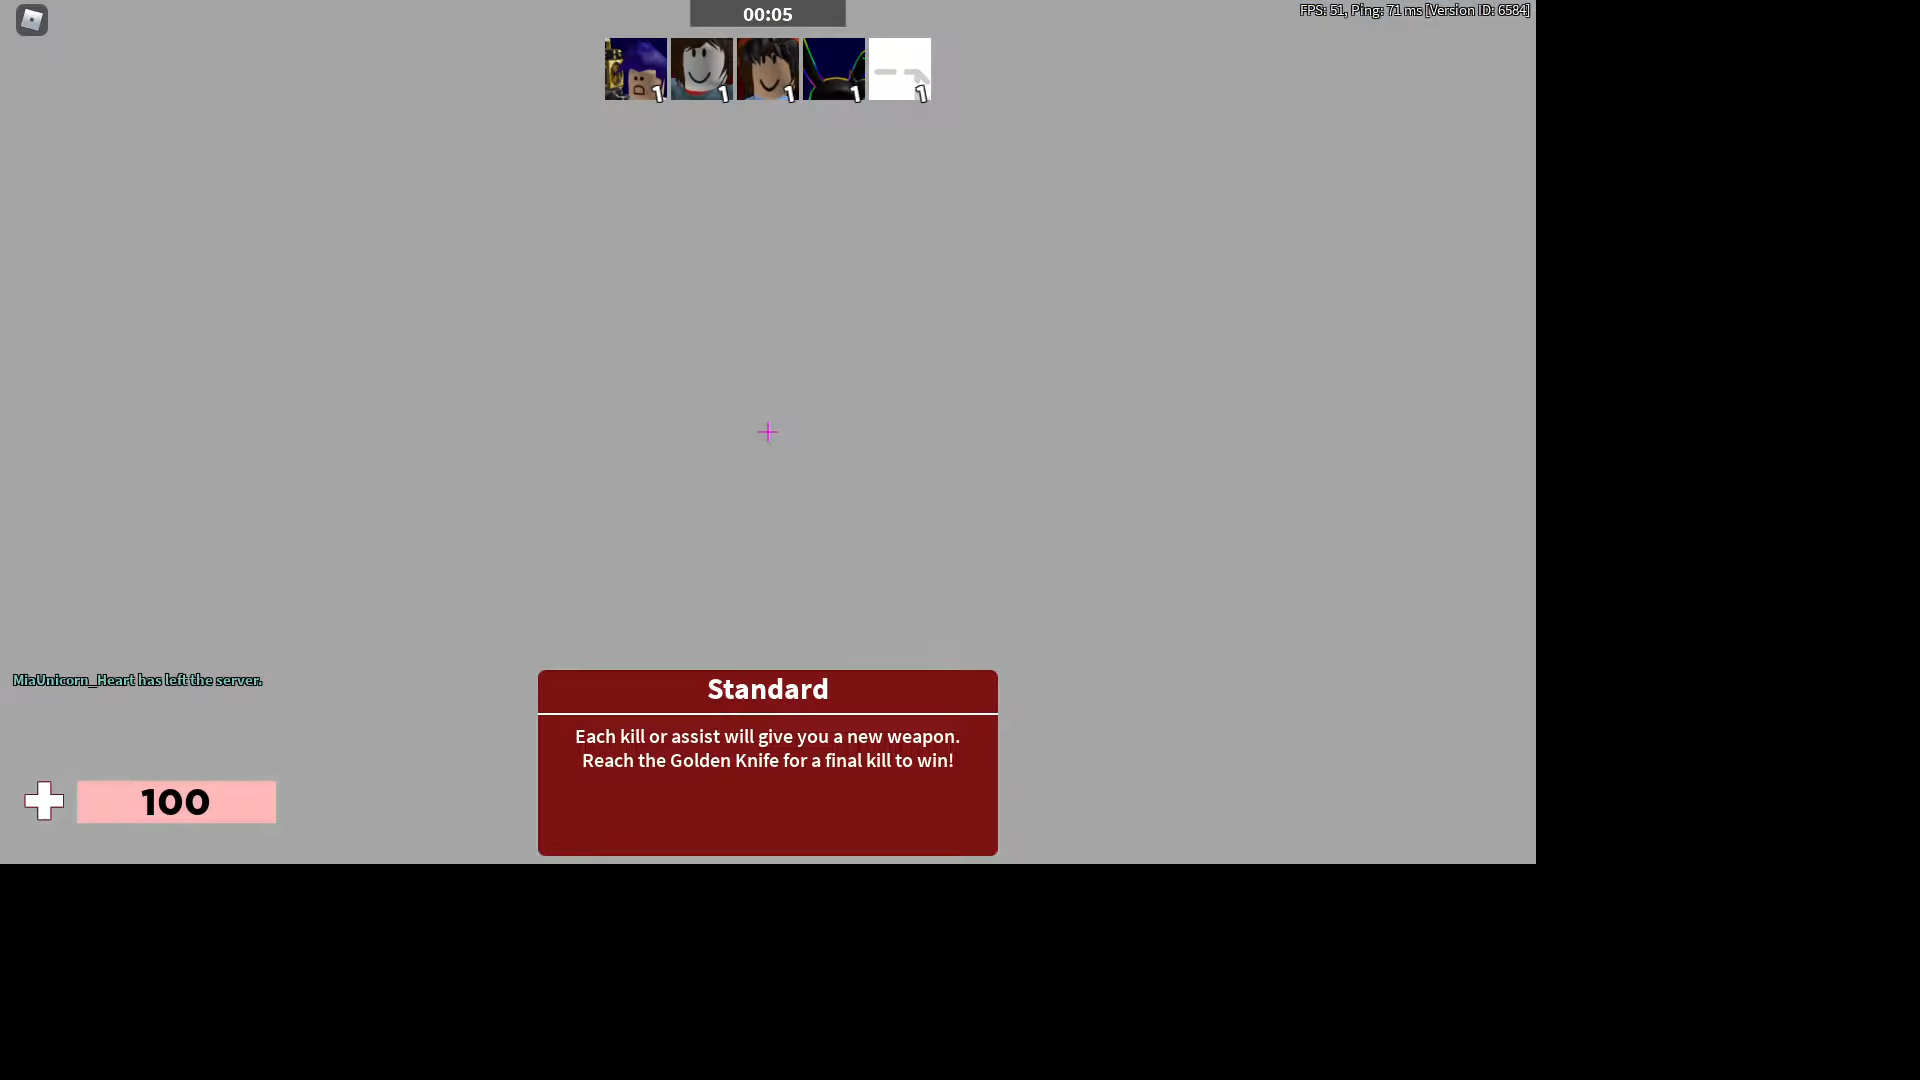 00:05
FPS: 51, Ping: 71 ms [Version ID: 6584]
1 1 1 1 1
MiaUnicorn_Heart has left the server.
Standard
Each kill or assist will give you a new weapon.
Reach the Golden Knife for a final kill to win!
100